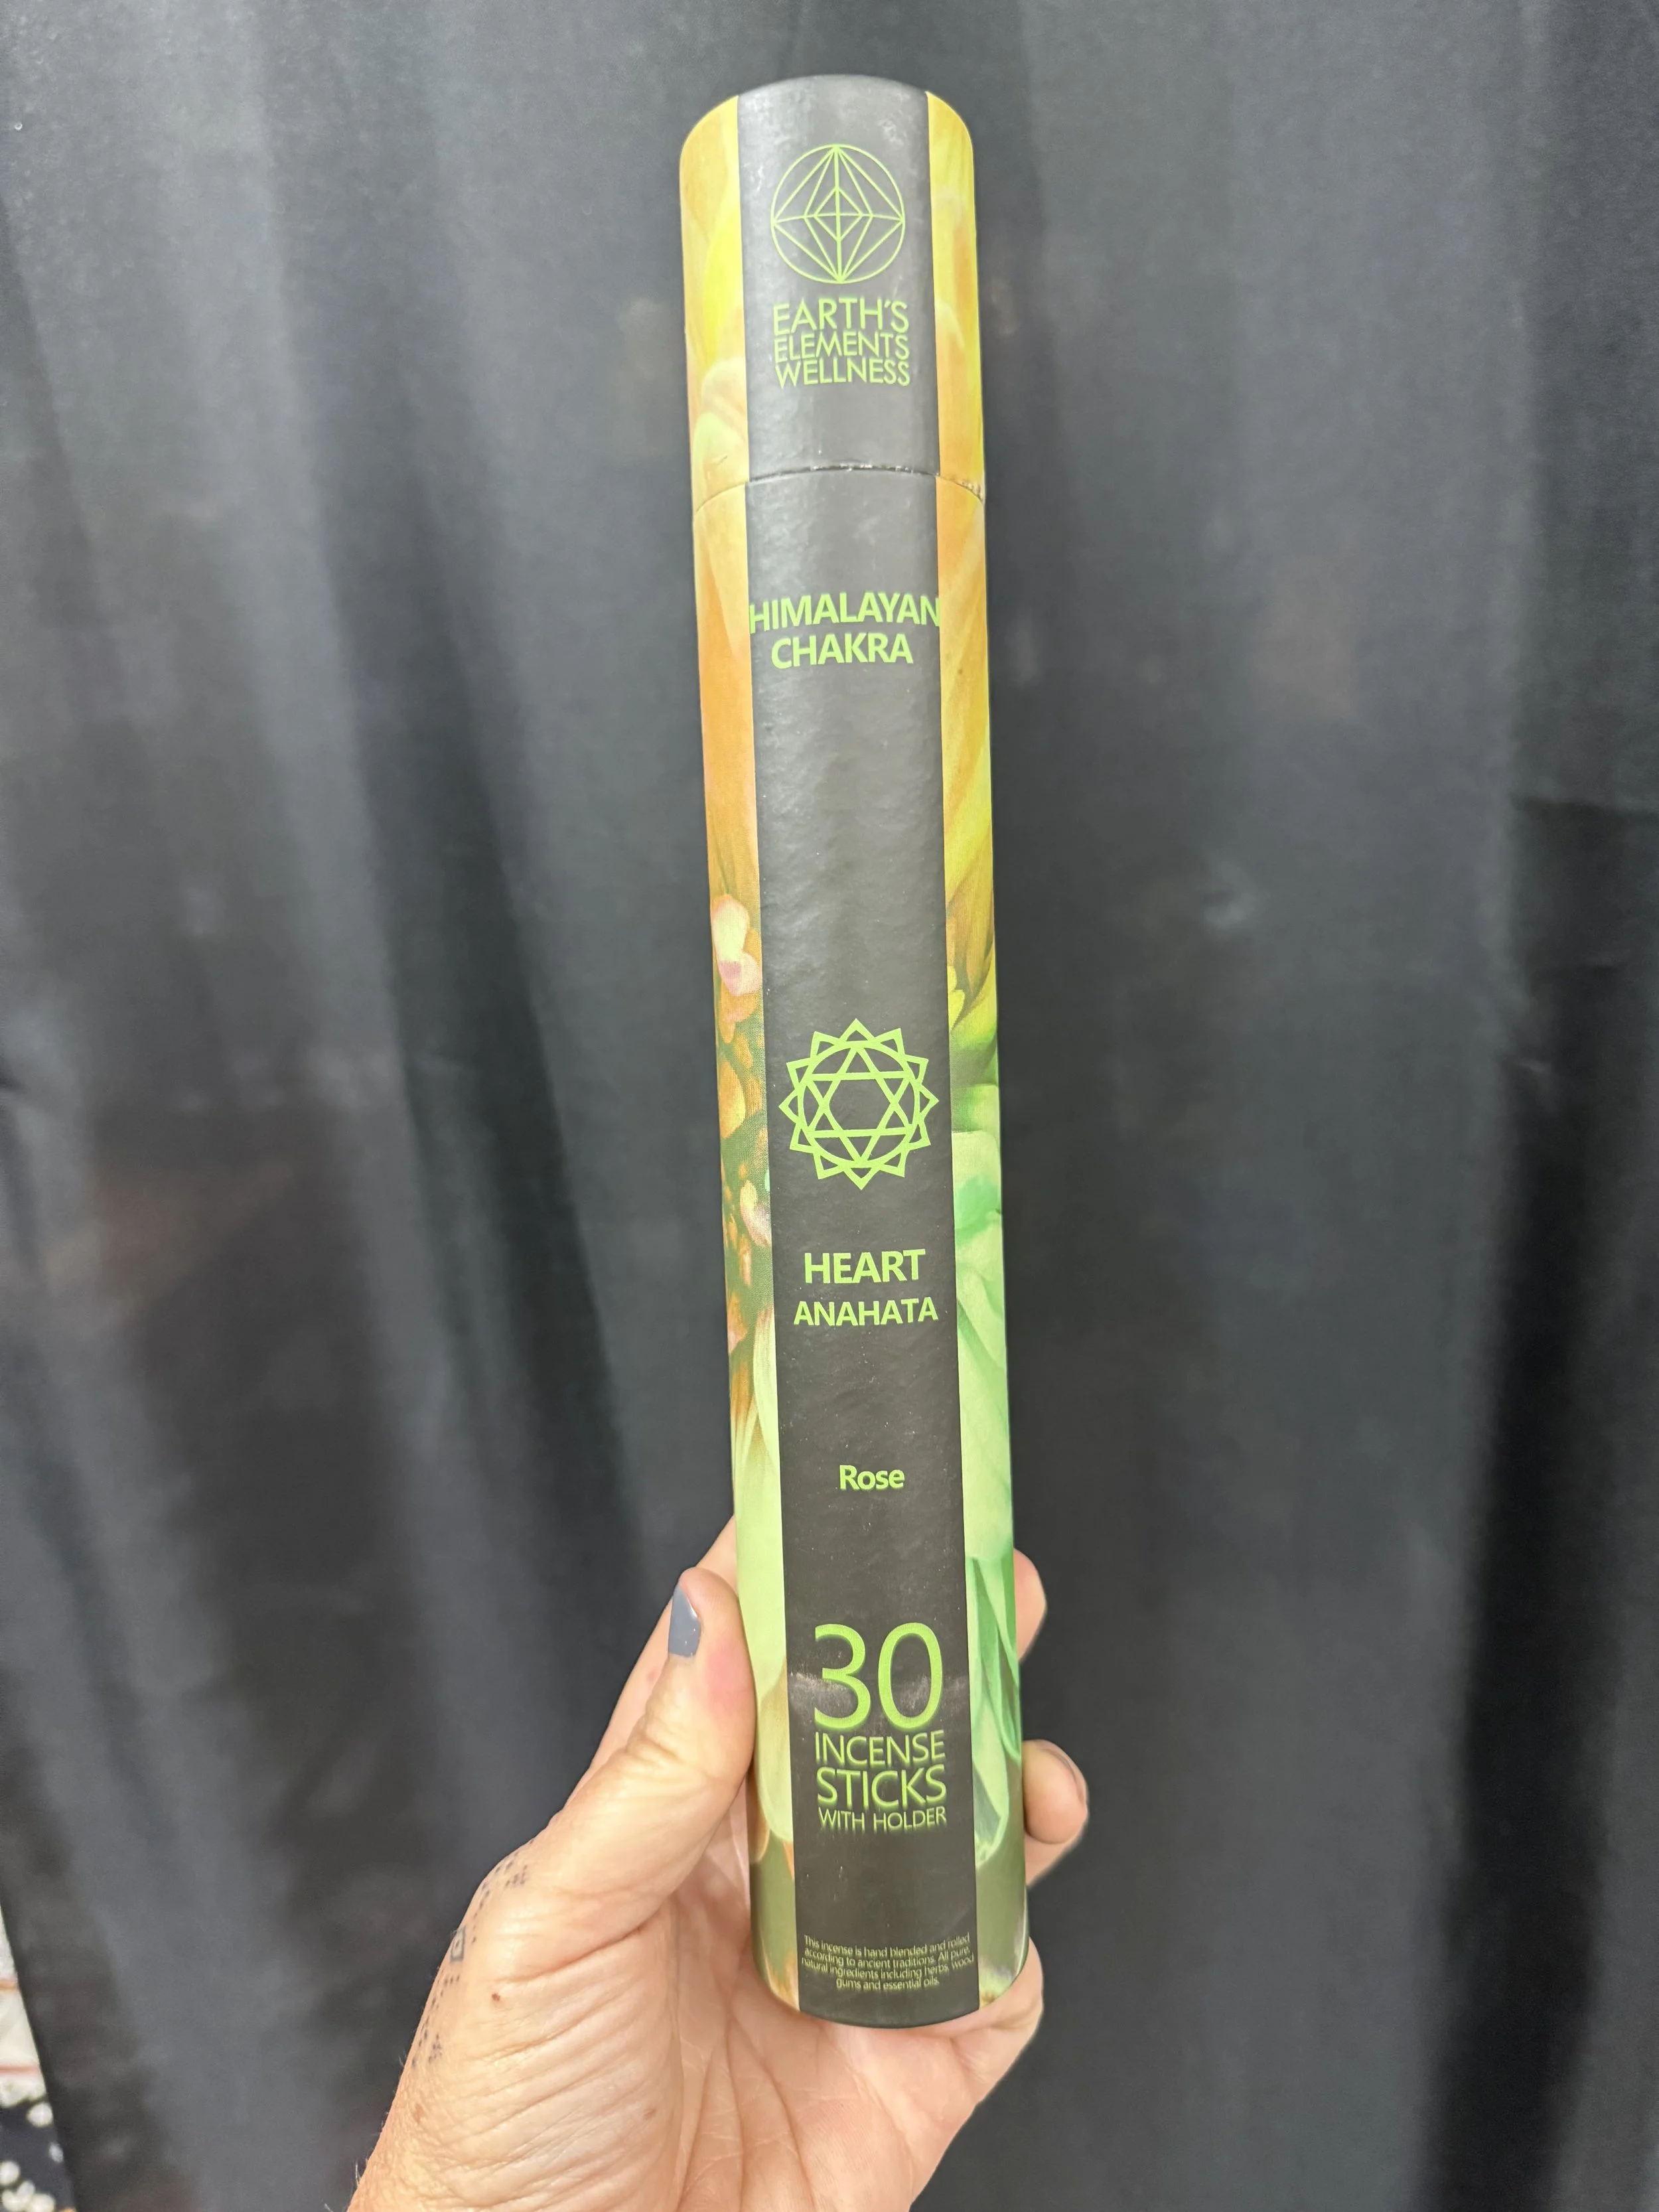 EARTH'S
ELEMENTS
WELLNESS
HIMALAYAN
CHAKRA
HEART
ANAHATA
Rose
30
INCENSE
STICKS
WITH HOLDER
This incense is hand blended and rolled
according to ancient traditions. All pure,
natural ingredients including herbs, wood
gums and essential oils.